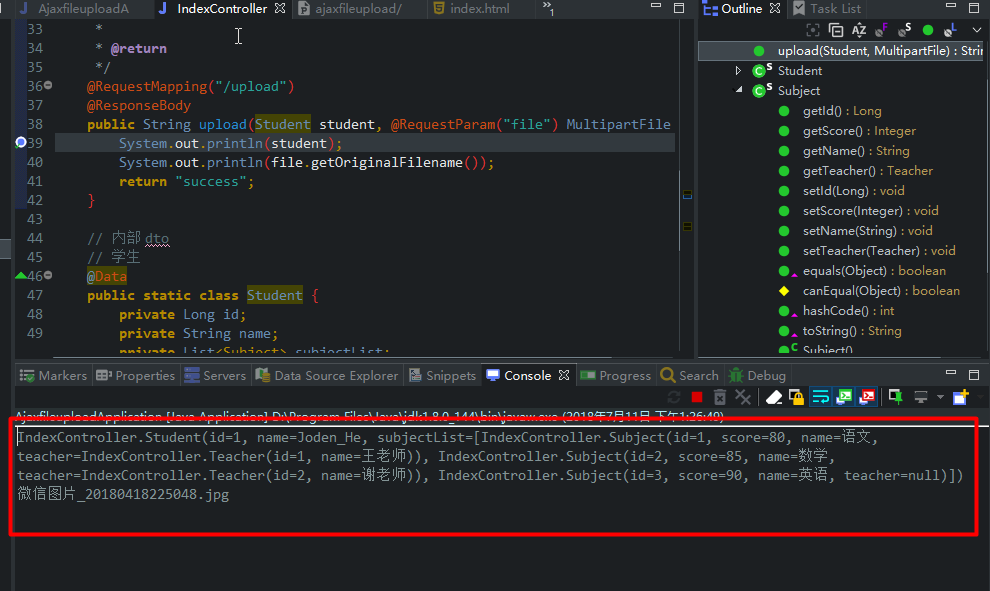 AjaxfileuploadA
IndexController
ajaxfileupload/
index.html
1
Outline
Task List
33 *
34 * @return
35 */
36 @RequestMapping("/upload")
37 @ResponseBody
38 public String upload(Student student, @RequestParam("file") MultipartFile
39 System.out.println(student);
40 System.out.println(file.getOriginalFilename());
41 return "success";
42 }
43
44 // 内部 dto
45 // 学生
46 @Data
47 public static class Student {
48 private Long id;
49 private String name;
private List<Subject> subjectList;
upload(Student, MultipartFile) : Strin
Student
Subject
getId() : Long
getScore() : Integer
getName() : String
getTeacher() : Teacher
setId(Long) : void
setScore(Integer) : void
setName(String) : void
setTeacher(Teacher) : void
equals(Object) : boolean
canEqual(Object) : boolean
hashCode() : int
toString() : String
Subject()
Markers
Properties
Servers
Data Source Explorer
Snippets
Console
Progress
Search
Debug
AjaxfileuploadApplication [Java Application] D:\Program Files\Java\jdk1.8.0_144\bin\javaw.exe (2018年7月11日 下午1:26:49)
IndexController.Student(id=1, name=Joden_He, subjectList=[IndexController.Subject(id=1, score=80, name=语文,
teacher=IndexController.Teacher(id=1, name=王老师)), IndexController.Subject(id=2, score=85, name=数学,
teacher=IndexController.Teacher(id=2, name=谢老师)), IndexController.Subject(id=3, score=90, name=英语, teacher=null)])
微信图片_20180418225048.jpg